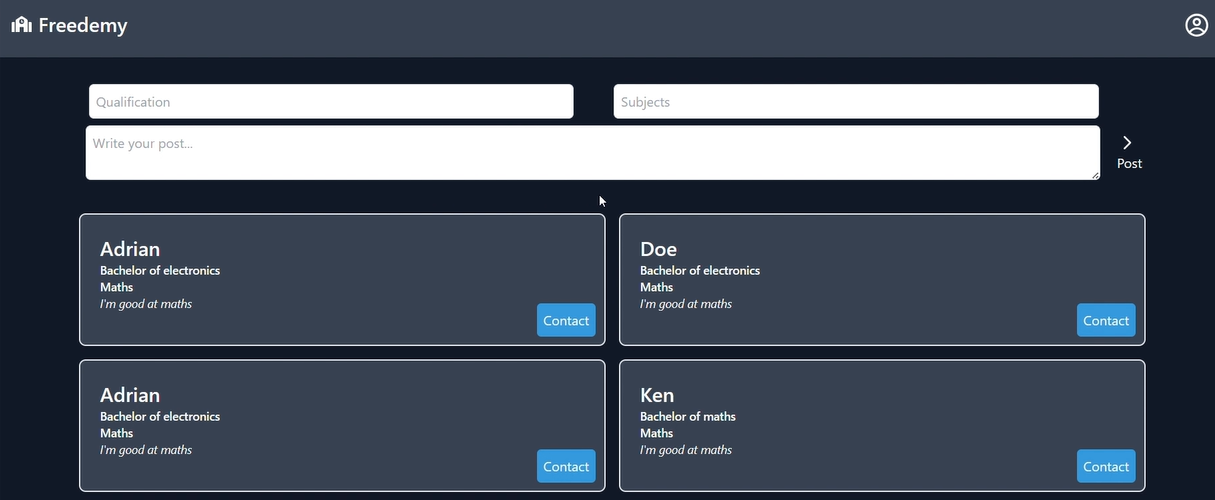 Freedemy
Qualification
Subjects
Write your post...
Post
Adrian
Bachelor of electronics
Maths
I'm good at maths
Contact
Doe
Bachelor of electronics
Maths
I'm good at maths
Contact
Adrian
Bachelor of electronics
Maths
I'm good at maths
Contact
Ken
Bachelor of maths
Maths
I'm good at maths
Contact